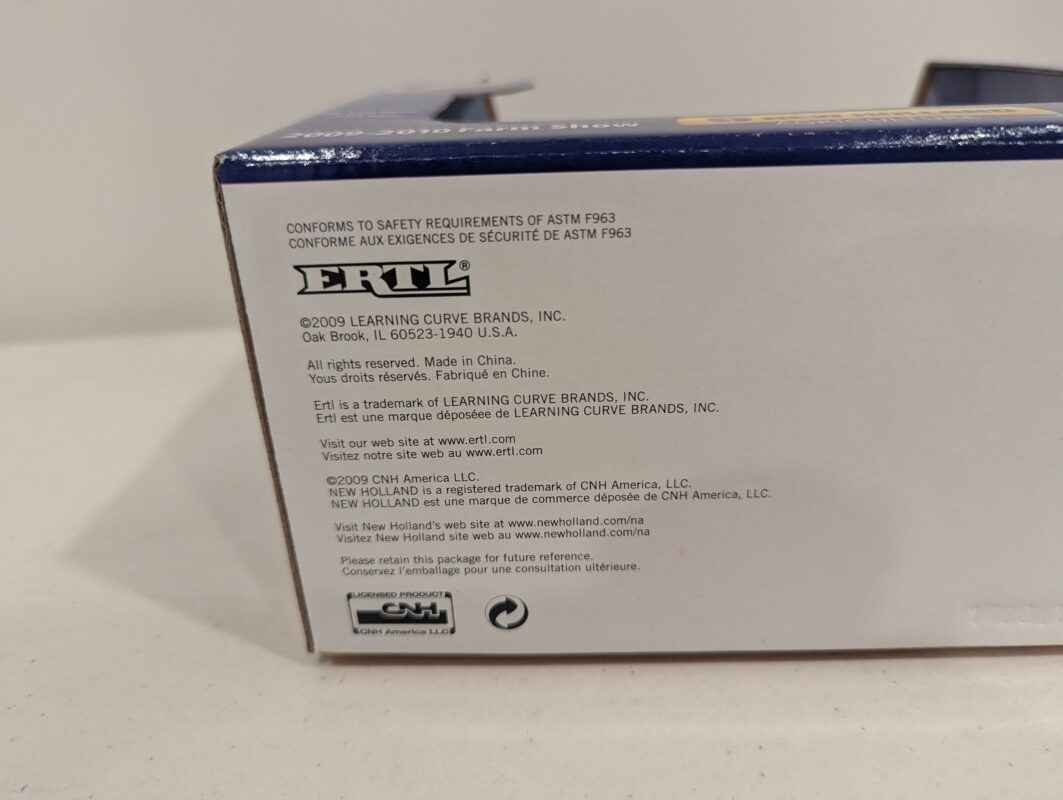 2009-2010 Farm Show
CONFORMS TO SAFETY REQUIREMENTS OF ASTM F963
CONFORME AUX EXIGENCES DE SÉCURITÉ DE ASTM F963
ERTL®
©2009 LEARNING CURVE BRANDS, INC.
Oak Brook, IL 60523-1940 U.S.A.
All rights reserved. Made in China.
Yous droits réservés. Fabriqué en Chine.
Ertl is a trademark of LEARNING CURVE BRANDS, INC.
Ertl est une marque déposéee de LEARNING CURVE BRANDS, INC.
Visit our web site at www.ertl.com
Visitez notre site web au www.ertl.com
©2009 CNH America LLC.
NEW HOLLAND is a registered trademark of CNH America, LLC.
NEW HOLLAND est une marque de commerce déposée de CNH America, LLC.
Visit New Holland's web site at www.newholland.com/na
Visitez New Holland site web au www.newholland.com/na
Please retain this package for future reference.
Conservez l'emballage pour une consultation ultérieure.
LICENSED PRODUCT
CNH
CNH America LLC